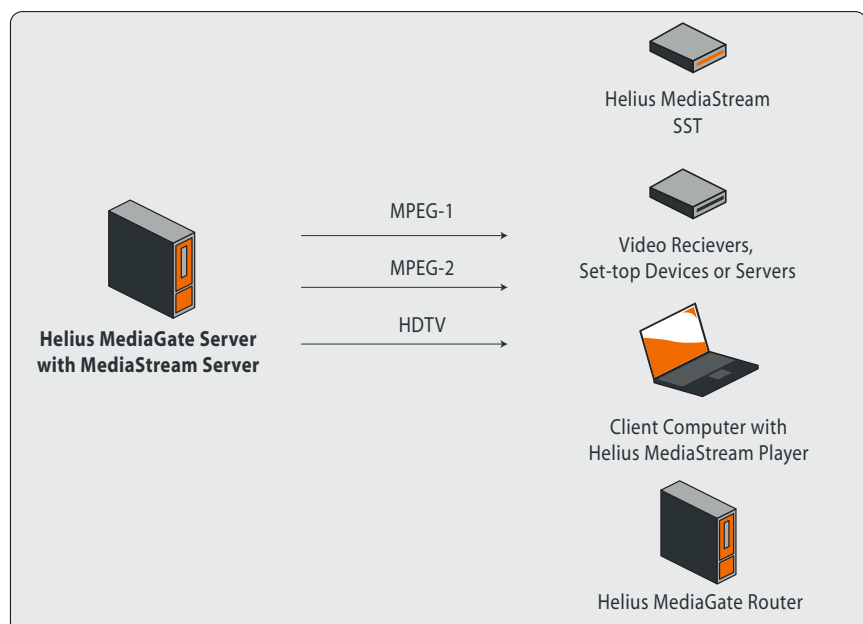 Helius MediaStream
SST
MPEG-1
Video Recievers,
Set-top Devices or Servers
MPEG-2
HDTV
Helius MediaGate Server
with MediaStream Server
Client Computer with
Helius MediaStream Player
Helius MediaGate Router